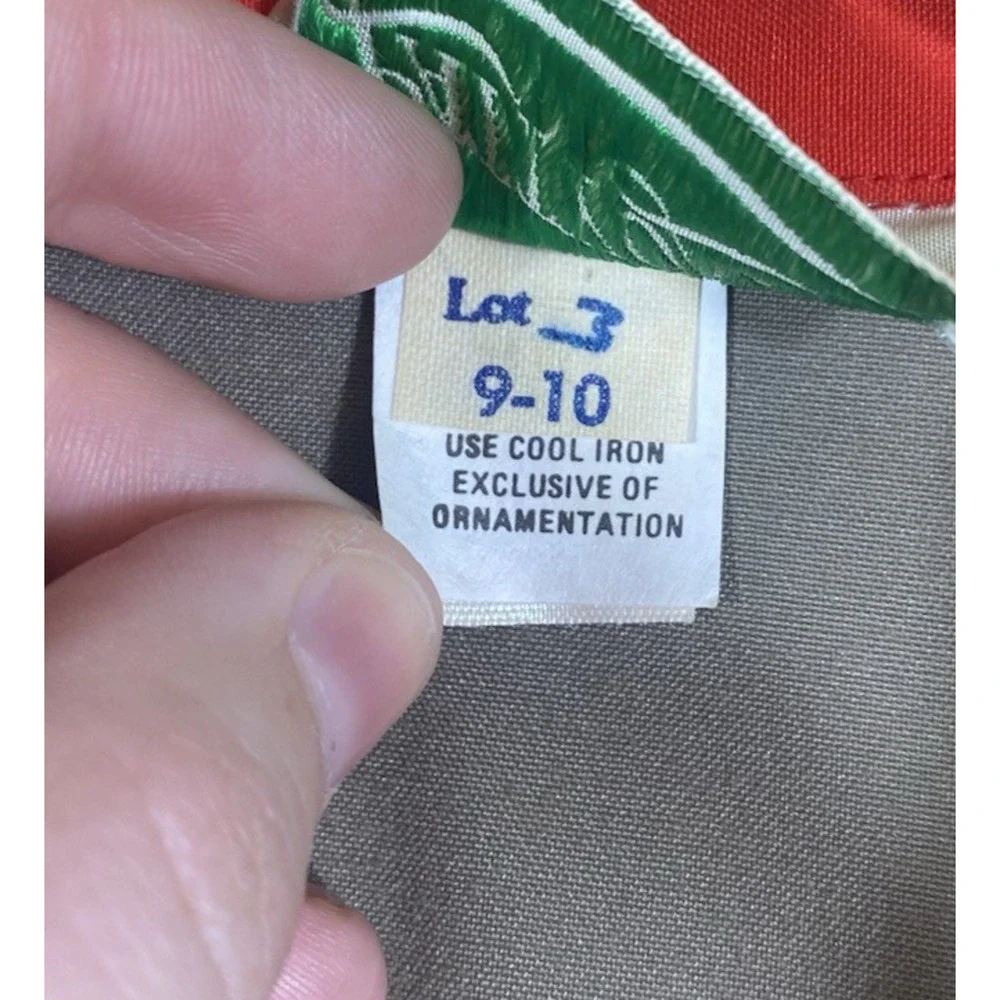 Lot 3
9-10
USE COOL IRON
EXCLUSIVE OF
ORNAMENTATION